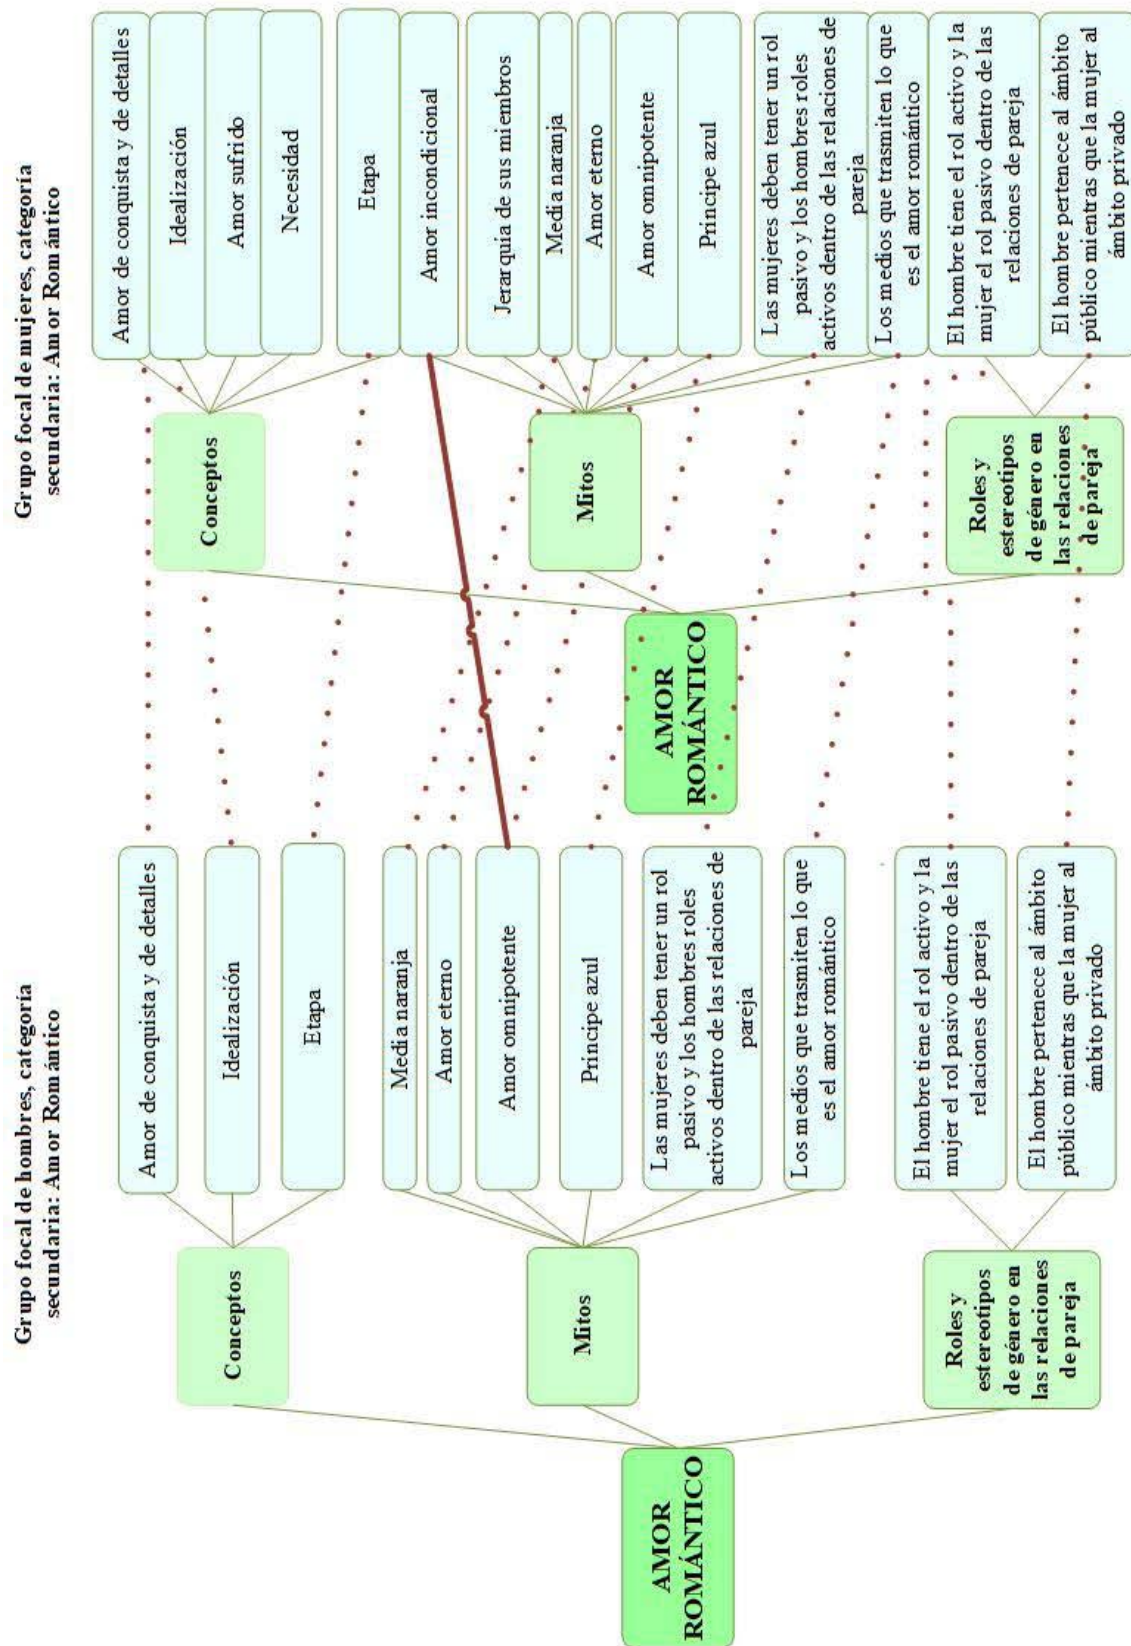 Grupo focal de hombres, categoría
secundaria: Amor Romántico
AMOR
ROMÁNTICO
Conceptos
Amor de conquista y de detalles
Idealización
Etapa
Mitos
Media naranja
Amor eterno
Amor omnipotente
Príncipe azul
Las mujeres deben tener un rol
pasivo y los hombres roles
activos dentro de las relaciones de
pareja
Los medios que trasmiten lo que
es el amor romántico
Roles y
estereotipos
de género en
las relaciones
de pareja
El hombre tiene el rol activo y la
mujer el rol pasivo dentro de las
relaciones de pareja
El hombre pertenece al ámbito
público mientras que la mujer al
ámbito privado
Grupo focal de mujeres, categoría
secundaria: Amor Romántico
AMOR
ROMÁNTICO
Conceptos
Amor de conquista y de detalles
Idealización
Amor sufrido
Necesidad
Etapa
Mitos
Amor incondicional
Jerarquía de sus miembros
Media naranja
Amor eterno
Amor omnipotente
Príncipe azul
Las mujeres deben tener un rol
pasivo y los hombres roles
activos dentro de las relaciones de
pareja
Los medios que trasmiten lo que
es el amor romántico
Roles y
estereotipos
de género en
las relaciones
de pareja
El hombre tiene el rol activo y la
mujer el rol pasivo dentro de las
relaciones de pareja
El hombre pertenece al ámbito
público mientras que la mujer al
ámbito privado